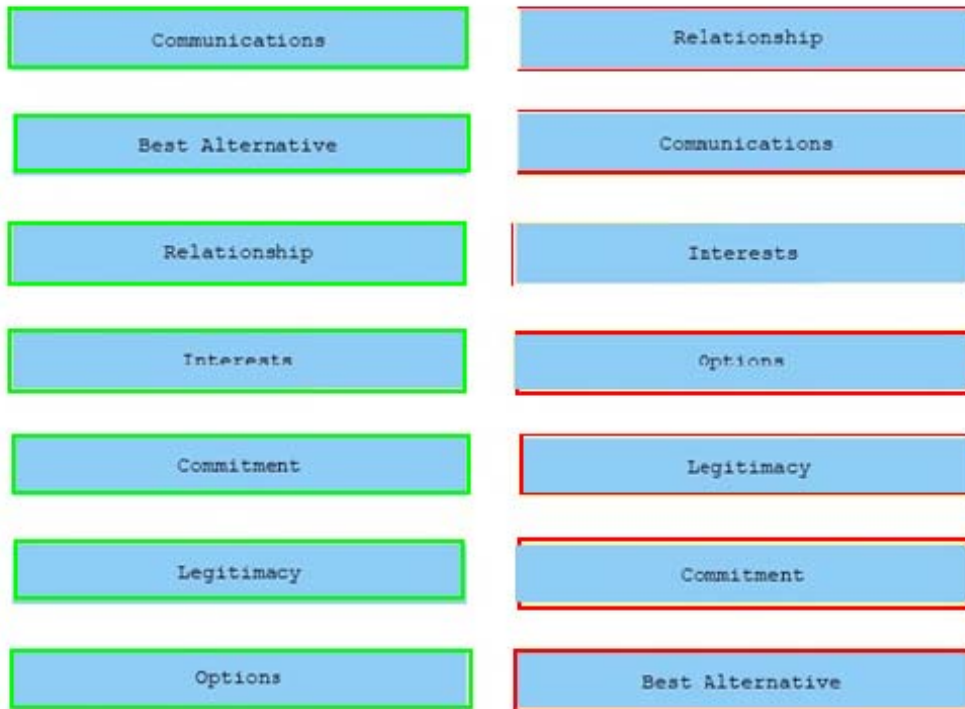 Communications
Relationship
Best Alternative
Communications
Relationship
Interests
Interests
Options
Commitment
Legitimacy
Legitimacy
Commitment
Options
Best Alternative